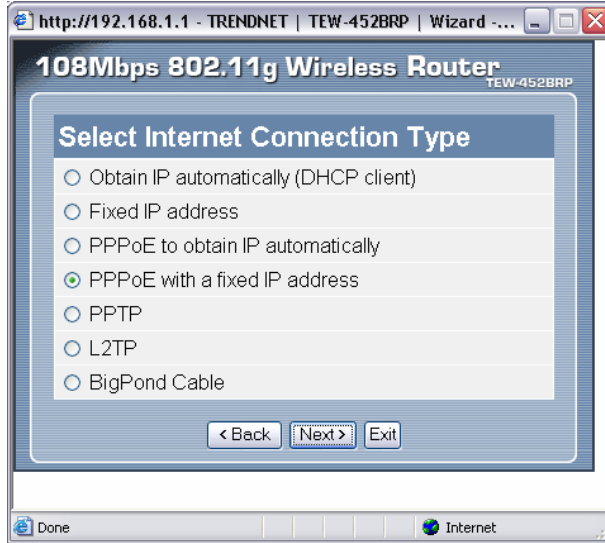 http://192.168.1.1 - TRENDNET | TEW-452BRP | Wizard -...
108Mbps 802.11g Wireless Router
TEW-452BRP
Select Internet Connection Type
Obtain IP automatically (DHCP client)
Fixed IP address
PPPoE to obtain IP automatically
PPPoE with a fixed IP address
PPTP
L2TP
BigPond Cable
< Back Next > Exit
Done Internet